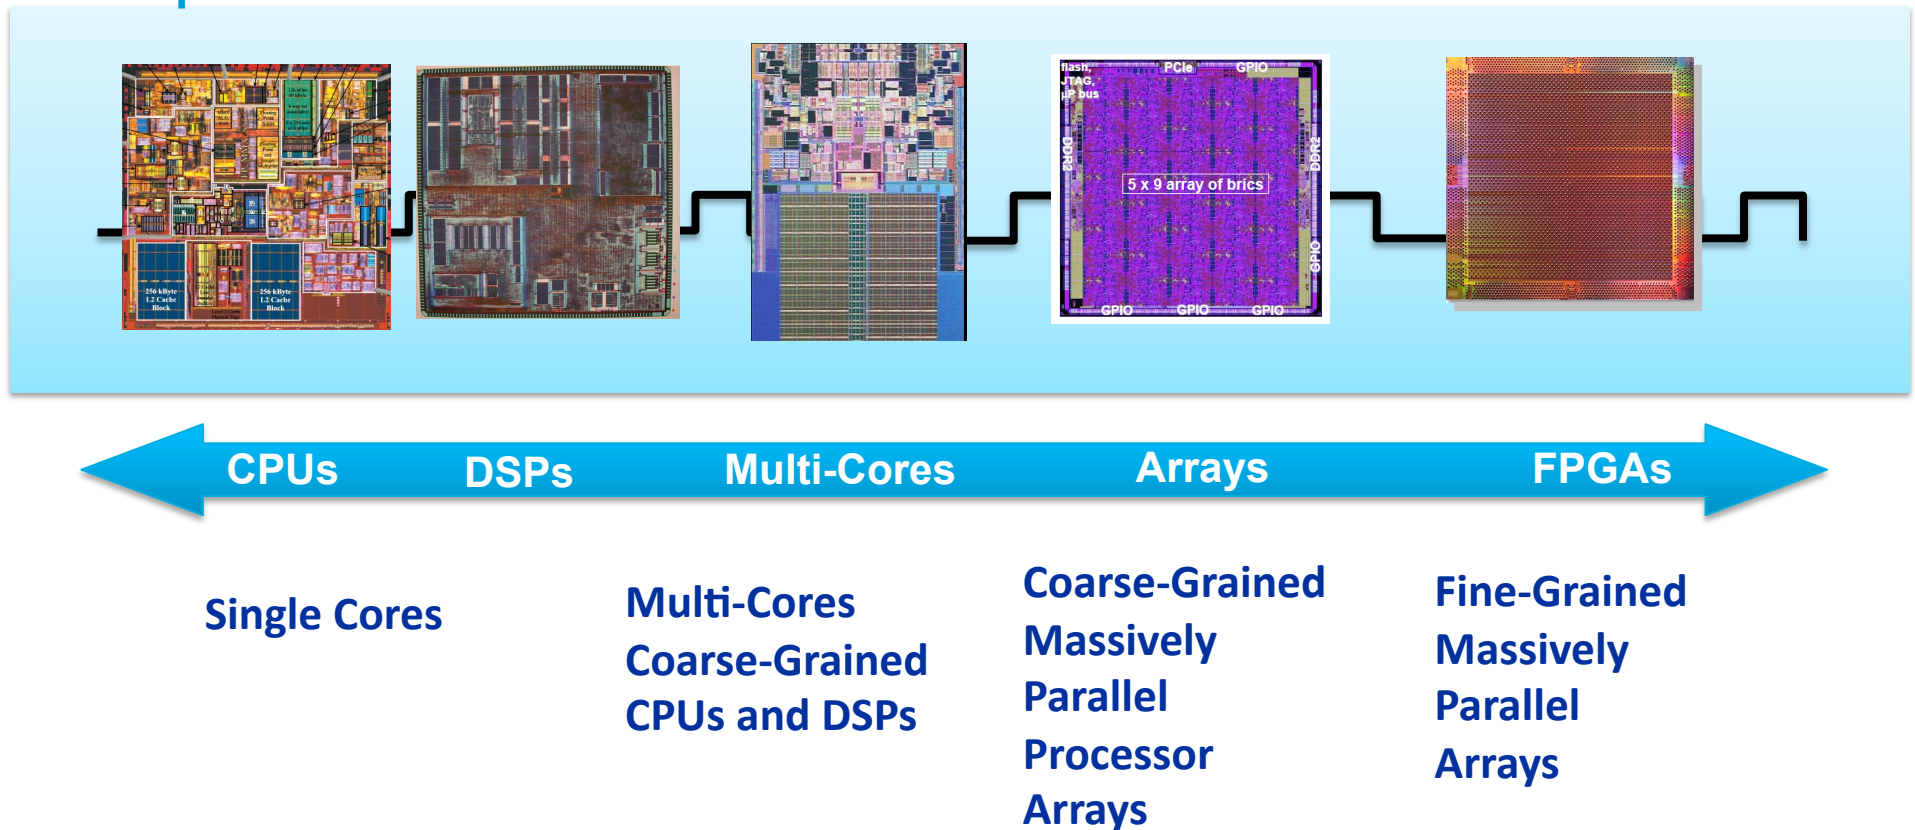 flash,
JTAG,
µP bus
PCIe
GPIO
DDR2
DDR2
5 x 9 array of brics
GPIO
GPIO
GPIO
GPIO
256 kByte
L2 Cache
Block
256 kByte
L2 Cache
Block
CPUs
DSPs
Multi-Cores
Arrays
FPGAs
Single Cores
Multi-Cores
Coarse-Grained
CPUs and DSPs
Coarse-Grained
Massively
Parallel
Processor
Arrays
Fine-Grained
Massively
Parallel
Arrays